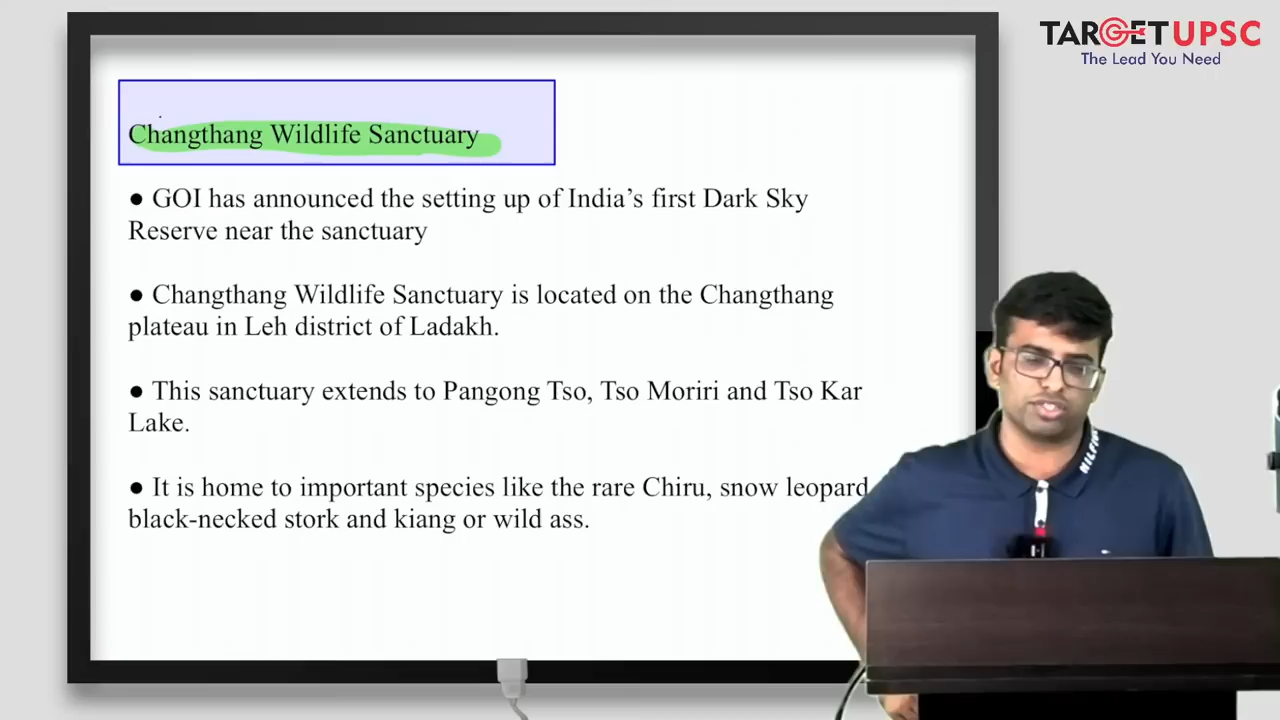 TARGETUPSC
The Lead You Need
Changthang Wildlife Sanctuary
● GOI has announced the setting up of India’s first Dark Sky
Reserve near the sanctuary
● Changthang Wildlife Sanctuary is located on the Changthang
plateau in Leh district of Ladakh.
● This sanctuary extends to Pangong Tso, Tso Moriri and Tso Kar
Lake.
● It is home to important species like the rare Chiru, snow leopard
black-necked stork and kiang or wild ass.